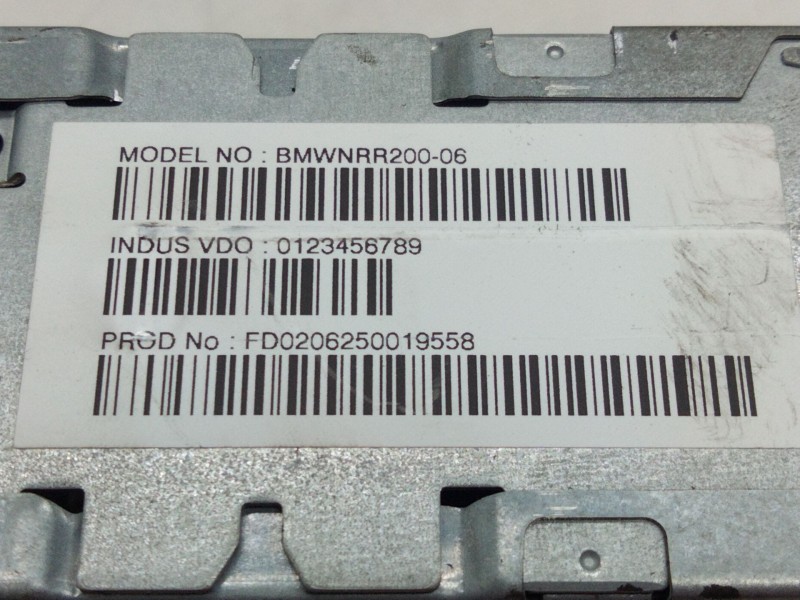 MODEL NO : BMWNRR200-06
INDUS VDO : 0123456789
PROD No : FD0206250019558